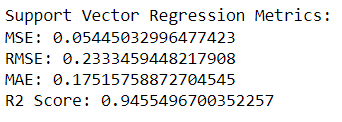 Support Vector Regression Metrics:
MSE: 0.05445032996477423
RMSE: 0.2333459448217908
MAE: 0.17515758872704545
R2 Score: 0.9455496700352257